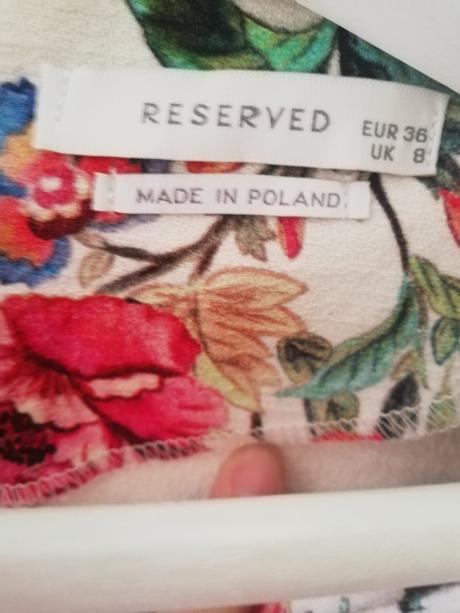 RESERVED
EUR 36
UK 8
MADE IN POLAND